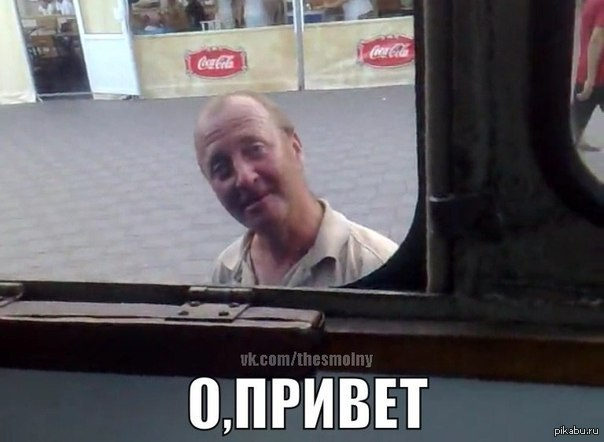 Coca-Cola
Coca-Cola
vk.com/thesmolny
О,ПРИВЕТ
pikabu.ru